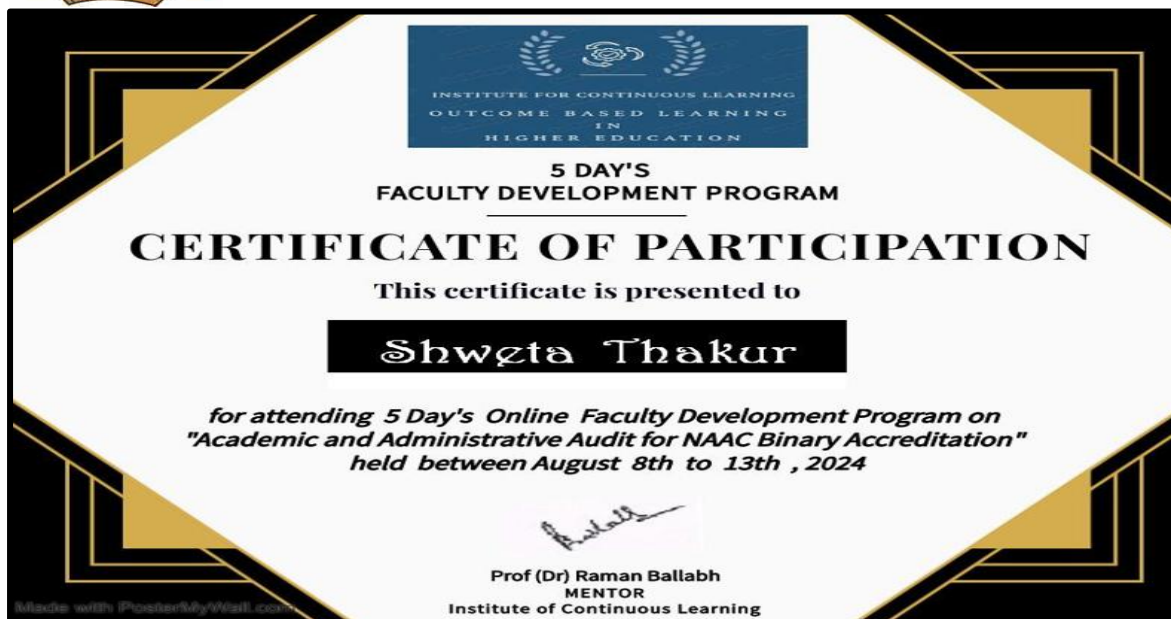 INSTITUTE FOR CONTINUOUS LEARNING
OUTCOME BASED LEARNING
IN
HIGHER EDUCATION
5 DAY'S
FACULTY DEVELOPMENT PROGRAM
CERTIFICATE OF PARTICIPATION
This certificate is presented to
Shweta Thakur
for attending 5 Day's Online Faculty Development Program on
"Academic and Administrative Audit for NAAC Binary Accreditation"
held between August 8th to 13th , 2024
Prof (Dr) Raman Ballabh
MENTOR
Institute of Continuous Learning
Made with PosterMyWall.com